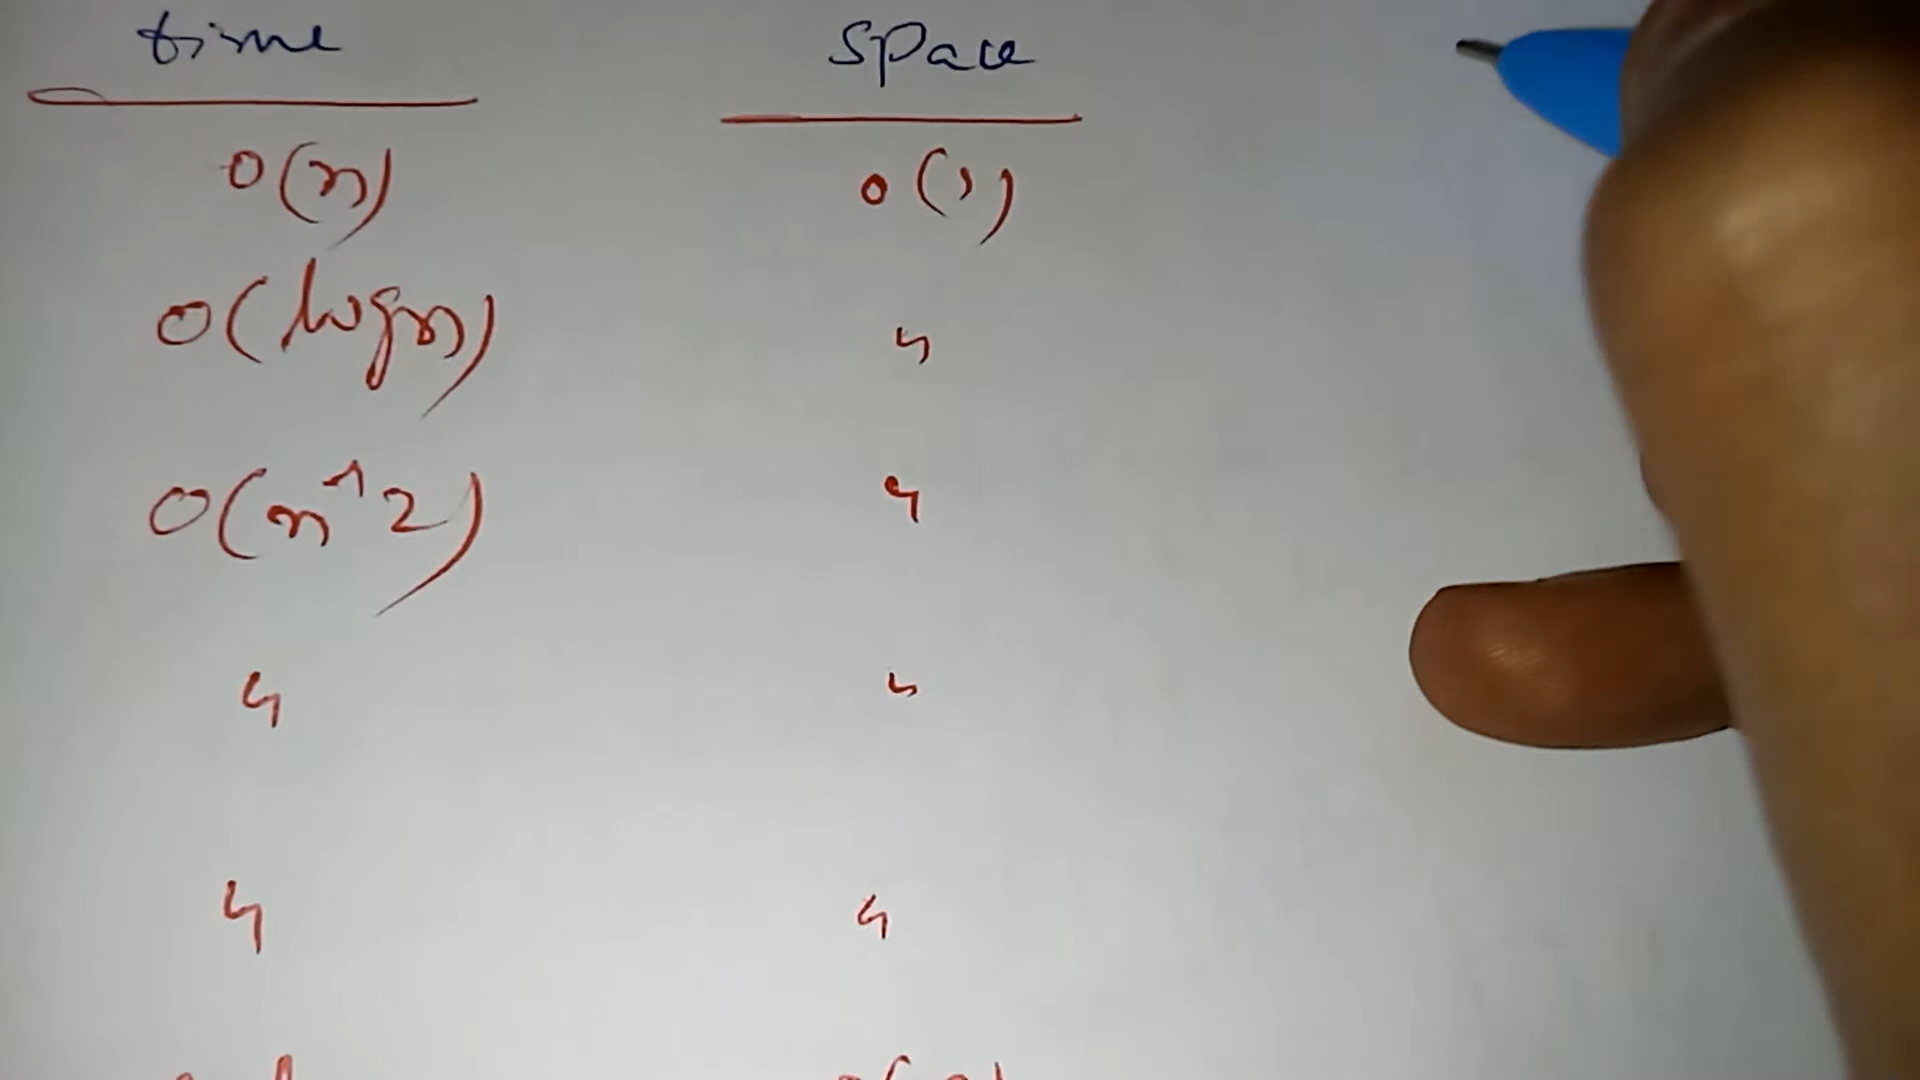 time space
O(n) O(1)
O(logn) "
O(n^2) "
" "
" "